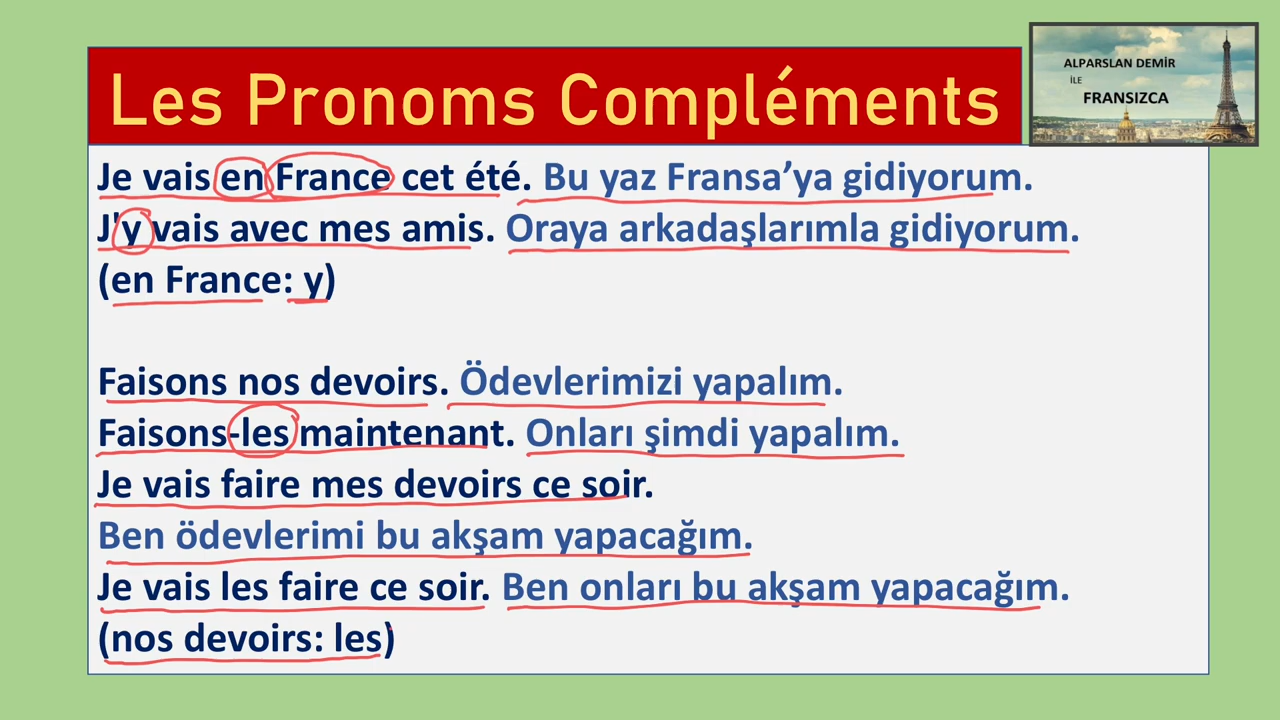 Les Pronoms Compléments
ALPARSLAN DEMİR
İLE
FRANSIZCA
Je vais en France cet été. Bu yaz Fransa’ya gidiyorum.
J'y vais avec mes amis. Oraya arkadaşlarımla gidiyorum.
(en France: y)
Faisons nos devoirs. Ödevlerimizi yapalım.
Faisons-les maintenant. Onları şimdi yapalım.
Je vais faire mes devoirs ce soir.
Ben ödevlerimi bu akşam yapacağım.
Je vais les faire ce soir. Ben onları bu akşam yapacağım.
(nos devoirs: les)